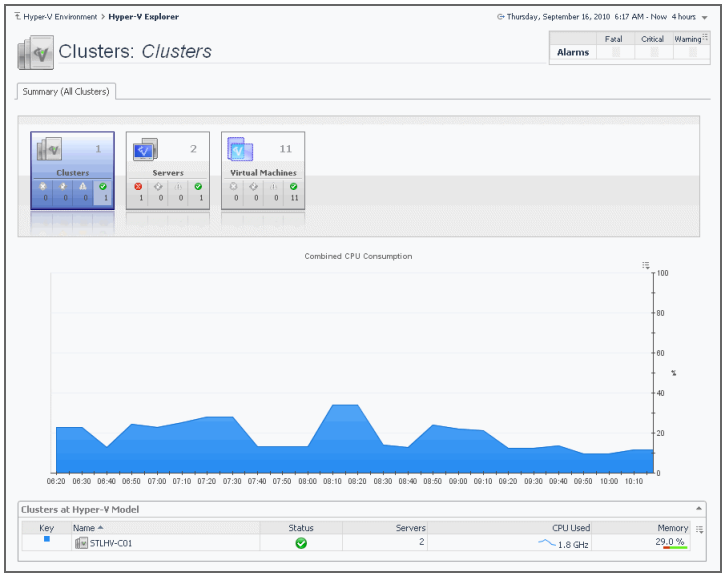 Hyper-V Environment > Hyper-V Explorer
Thursday, September 16, 2010 6:17 AM - Now 4 hours
Clusters: Clusters
Fatal Critical Warning
Alarms
Summary (All Clusters)
1 2 11
Clusters Servers Virtual Machines
0 0 0 1 1 0 0 1 0 0 0 11
Combined CPU Consumption
100
80
60
%
40
20
0
06:20 06:30 06:40 06:50 07:00 07:10 07:20 07:30 07:40 07:50 08:00 08:10 08:20 08:30 08:40 08:50 09:00 09:10 09:20 09:30 09:40 09:50 10:00 10:10
Clusters at Hyper-V Model
Key Name Status Servers CPU Used Memory
STLHV-C01 2 1.8 GHz 29.0 %